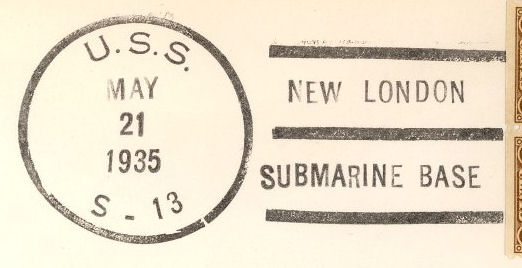 U.S.S.
MAY
21
1935
S - 13
NEW LONDON
SUBMARINE BASE